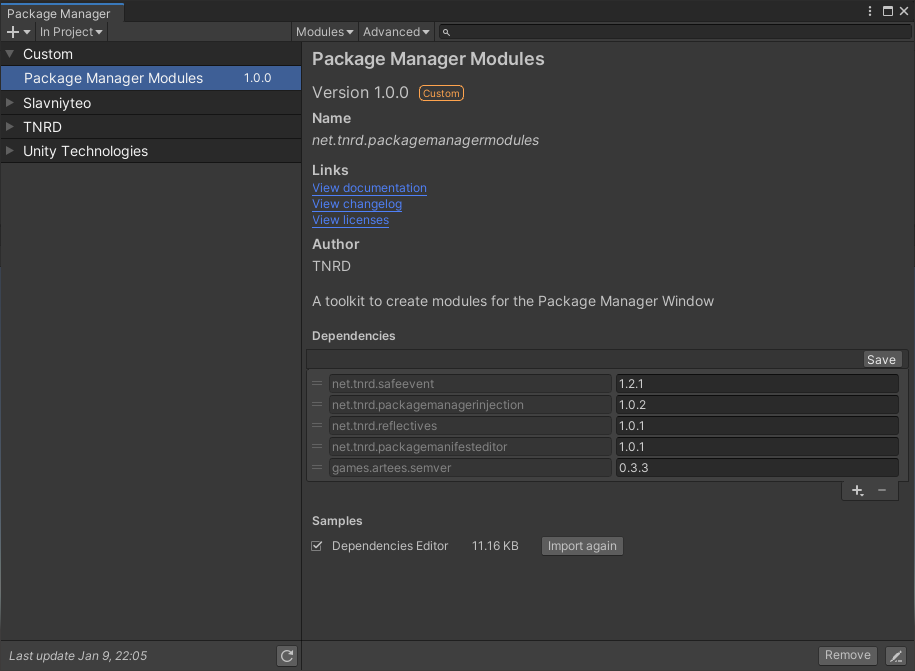 Package Manager
In Project
Modules
Advanced
Custom
Package Manager Modules 1.0.0
Slavniyteo
TNRD
Unity Technologies
Last update Jan 9, 22:05
Package Manager Modules
Version 1.0.0 Custom
Name
net.tnrd.packagemanagermodules
Links
View documentation
View changelog
View licenses
Author
TNRD
A toolkit to create modules for the Package Manager Window
Dependencies
Save
net.tnrd.safeevent 1.2.1
net.tnrd.packagemanagerinjection 1.0.2
net.tnrd.reflectives 1.0.1
net.tnrd.packagemanifesteditor 1.0.1
games.artees.semver 0.3.3
Samples
Dependencies Editor 11.16 KB Import again
Remove